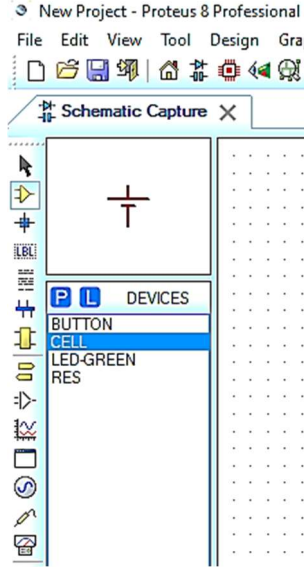 New Project - Proteus 8 Professional
File Edit View Tool Design Gra
Schematic Capture
LBL
P L DEVICES
BUTTON
CELL
LED-GREEN
RES